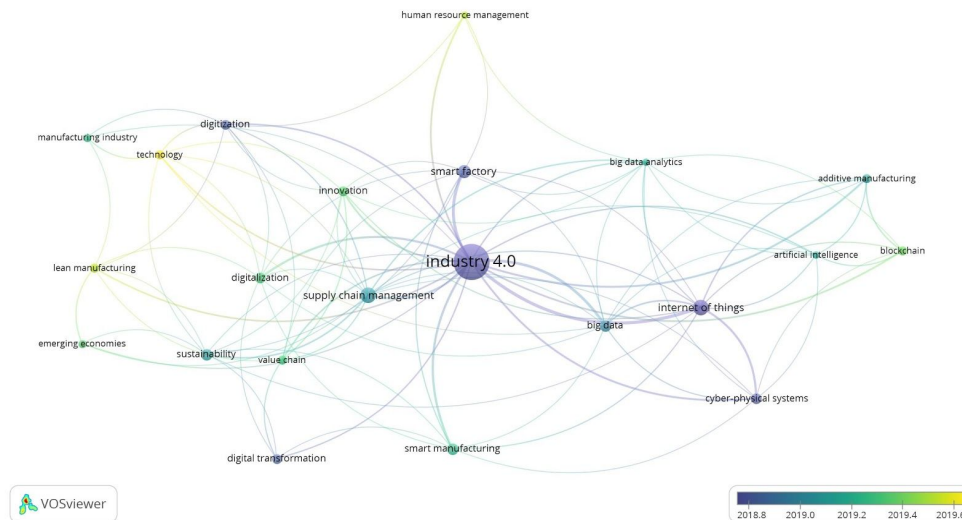 human resource management
digitization
manufacturing industry
technology
big data analytics
smart factory
additive manufacturing
innovation
blockchain
artificial intelligence
industry 4.0
lean manufacturing
digitalization
supply chain management
internet of things
big data
emerging economies
sustainability
value chain
cyber-physical systems
smart manufacturing
digital transformation
VOSviewer
2018.8 2019.0 2019.2 2019.4 2019.6